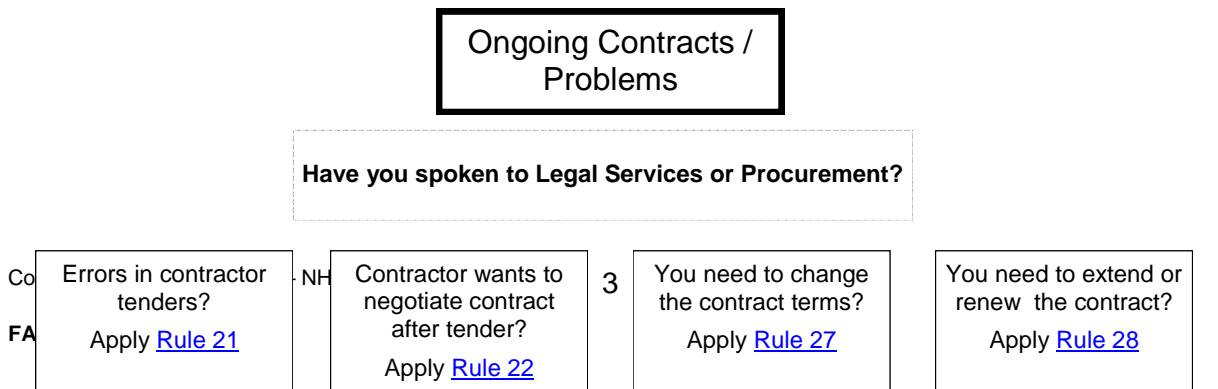 Ongoing Contracts /
Problems
Have you spoken to Legal Services or Procurement?
Errors in contractor
tenders?
Apply Rule 21
Contractor wants to
negotiate contract
after tender?
Apply Rule 22
You need to change
the contract terms?
Apply Rule 27
You need to extend or
renew the contract?
Apply Rule 28
3